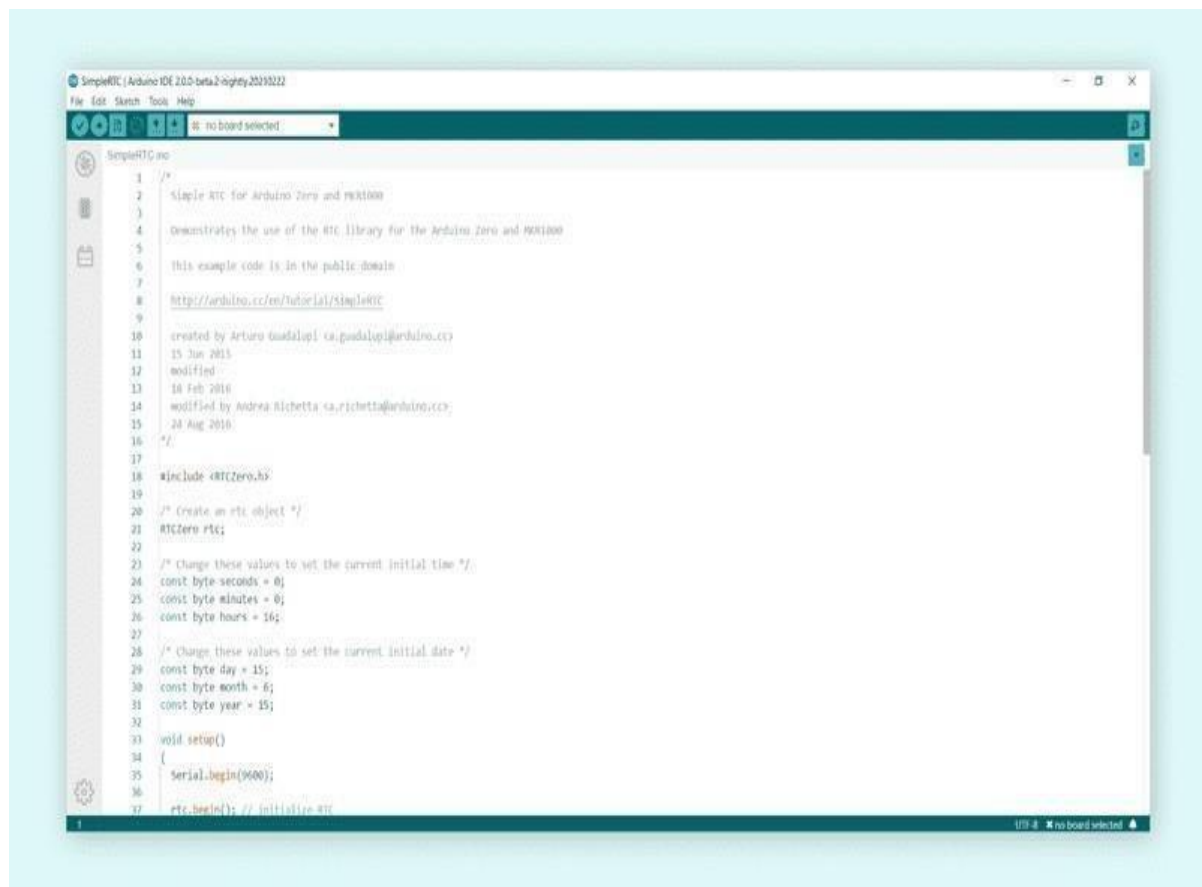 SimpleRTC | Arduino IDE 2.0.0-beta.2-nightly.20210222
File Edit Sketch Tools Help
no board selected
SimpleRTC.ino
1 /*
2 Simple RTC for Arduino Zero and MKR1000
3
4 Demonstrates the use of the RTC library for the Arduino Zero and MKR1000
5
6 This example code is in the public domain
7
8 http://arduino.cc/en/Tutorial/SimpleRTC
9
10 created by Arturo Guadalupi <a.guadalupi@arduino.cc>
11 15 Jun 2015
12 modified
13 18 Feb 2016
14 modified by Andrea Richetta <a.richetta@arduino.cc>
15 24 Aug 2016
16 */
17
18 #include <RTCZero.h>
19
20 /* Create an rtc object */
21 RTCZero rtc;
22
23 /* Change these values to set the current initial time */
24 const byte seconds = 0;
25 const byte minutes = 0;
26 const byte hours = 16;
27
28 /* Change these values to set the current initial date */
29 const byte day = 15;
30 const byte month = 6;
31 const byte year = 15;
32
33 void setup()
34 {
35 Serial.begin(9600);
36
37 rtc.begin(); // initialize RTC
1 UTF-8 no board selected